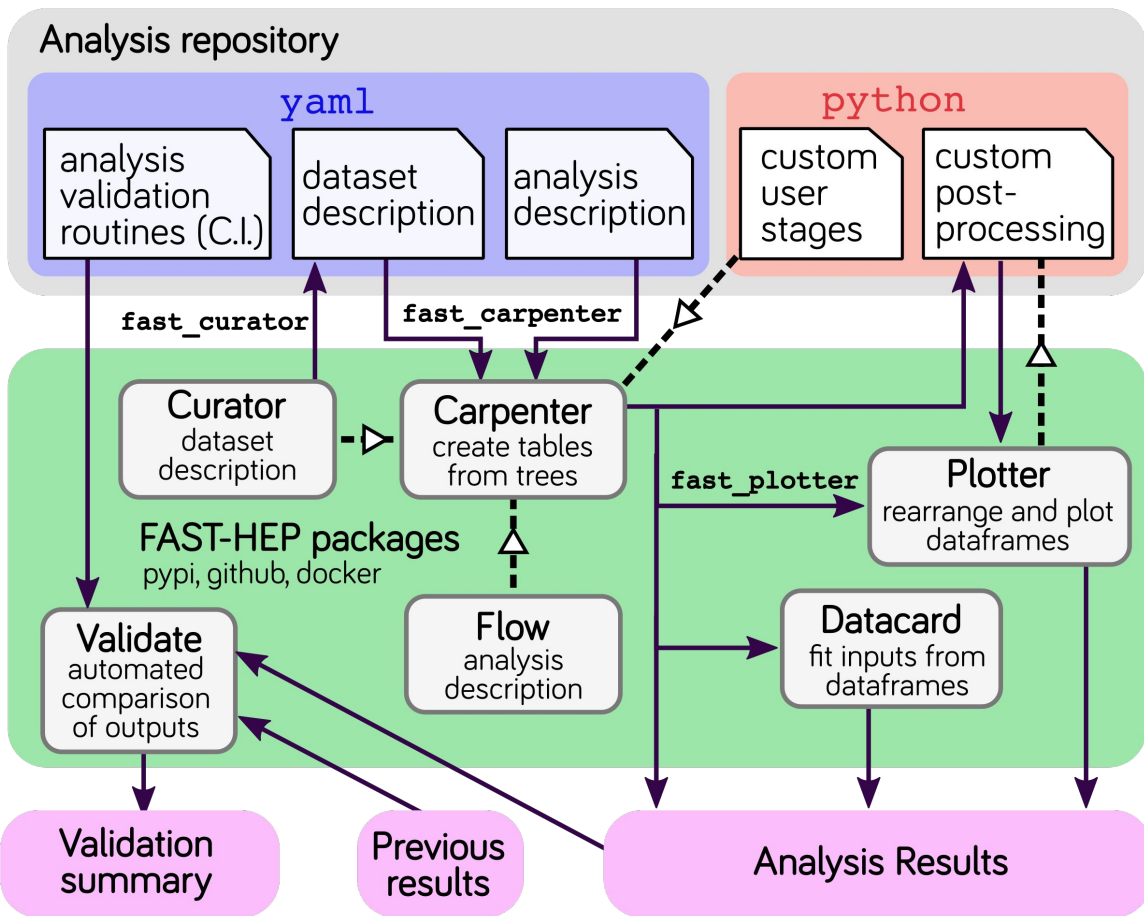 Analysis repository
yaml
python
analysis
validation
routines (C.I.)
dataset
description
analysis
description
custom
user
stages
custom
post-
processing
fast_curator
fast_carpenter
Curator
dataset
description
Carpenter
create tables
from trees
fast_plotter
Plotter
rearrange and plot
dataframes
FAST-HEP packages
pypi, github, docker
Validate
automated
comparison
of outputs
Flow
analysis
description
Datacard
fit inputs from
dataframes
Validation
summary
Previous
results
Analysis Results